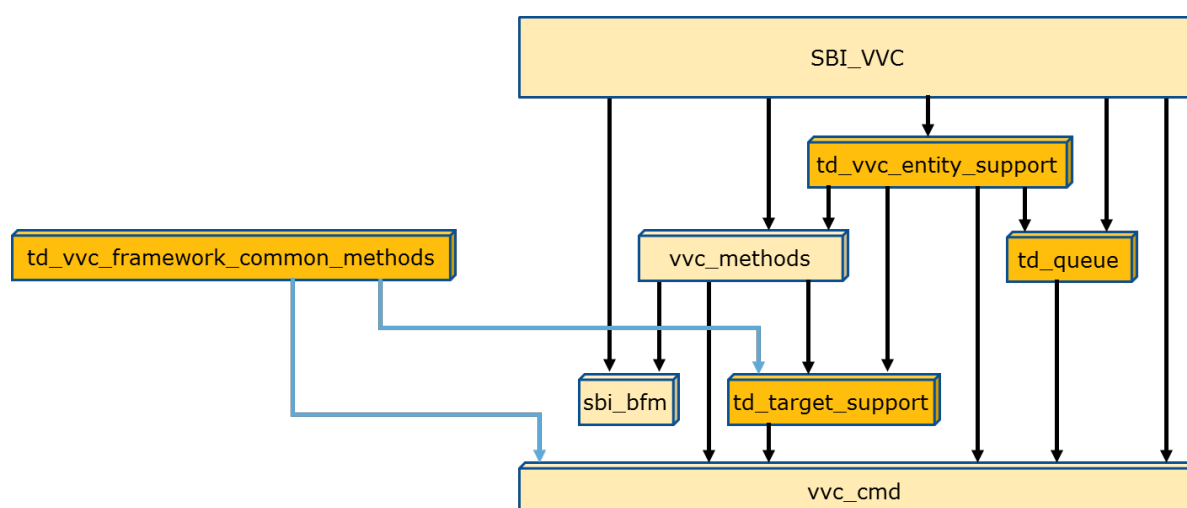 SBI_VVC
td_vvc_entity_support
td_vvc_framework_common_methods
vvc_methods
td_queue
sbi_bfm
td_target_support
vvc_cmd